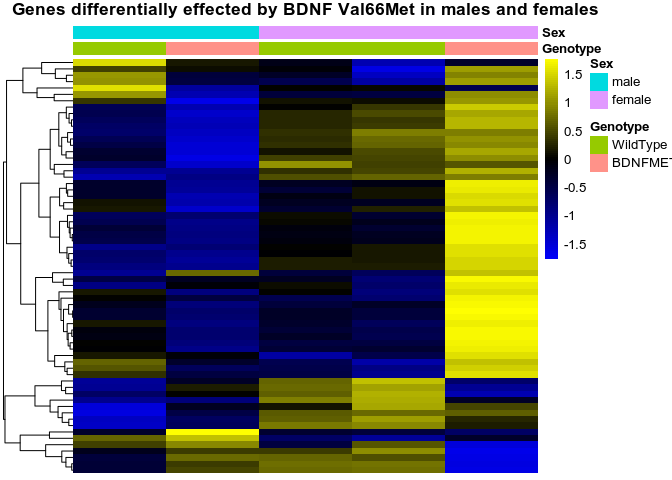 Genes differentially effected by BDNF Val66Met in males and females
Sex
Genotype
1.5
1
0.5
0
-0.5
-1
-1.5
Sex
male
female
Genotype
WildType
BDNFMET